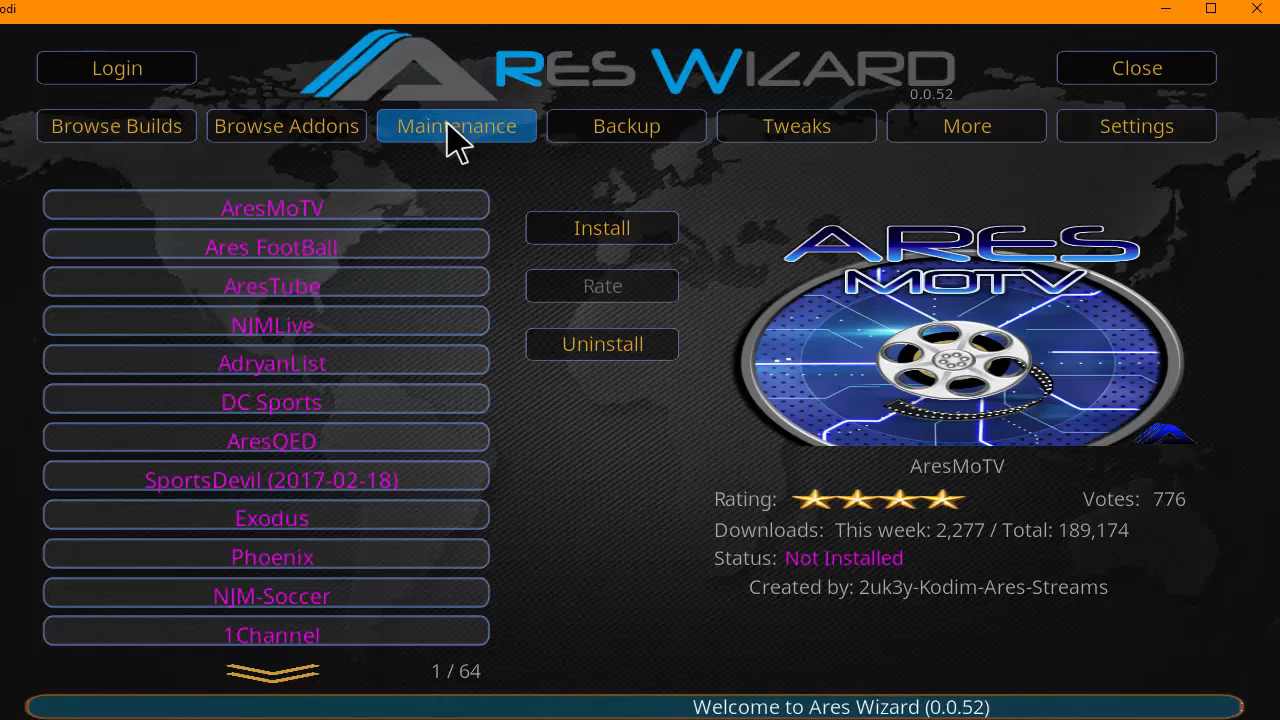 odi
Login
ARES WIZARD
0.0.52
Close
Browse Builds
Browse Addons
Maintenance
Backup
Tweaks
More
Settings
AresMoTV
Ares FootBall
AresTube
NJMLive
AdryanList
DC Sports
AresQED
SportsDevil (2017-02-18)
Exodus
Phoenix
NJM-Soccer
1Channel
1 / 64
Install
Rate
Uninstall
ARES
MOTV
AresMoTV
Rating:
Votes: 776
Downloads: This week: 2,277 / Total: 189,174
Status: Not Installed
Created by: 2uk3y-Kodim-Ares-Streams
Welcome to Ares Wizard (0.0.52)